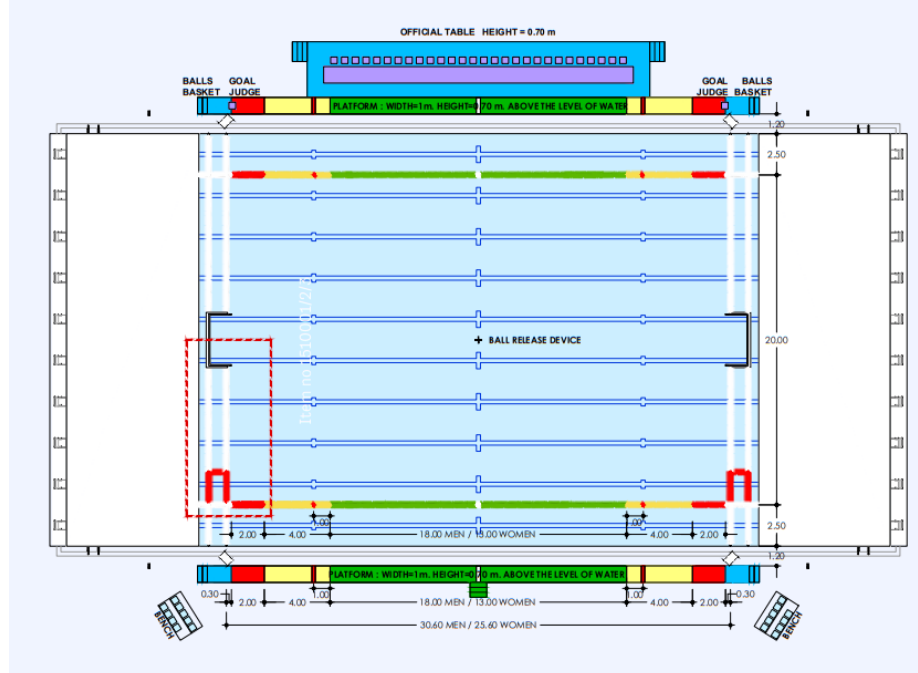 OFFICIAL TABLE HEIGHT = 0.70 m
BALLS BASKET
GOAL JUDGE
GOAL JUDGE
BALLS BASKET
PLATFORM : WIDTH=1m. HEIGHT=0.70 m. ABOVE THE LEVEL OF WATER
1.20
2.50
BALL RELEASE DEVICE
20.00
1.00
1.00
2.50
2.00
4.00
18.00 MEN / 13.00 WOMEN
4.00
2.00
1.20
PLATFORM : WIDTH=1m. HEIGHT=0.70 m. ABOVE THE LEVEL OF WATER
0.30
1.00
1.00
0.30
2.00
4.00
18.00 MEN / 13.00 WOMEN
4.00
2.00
BENCH
BENCH
30.60 MEN / 25.60 WOMEN
Item no